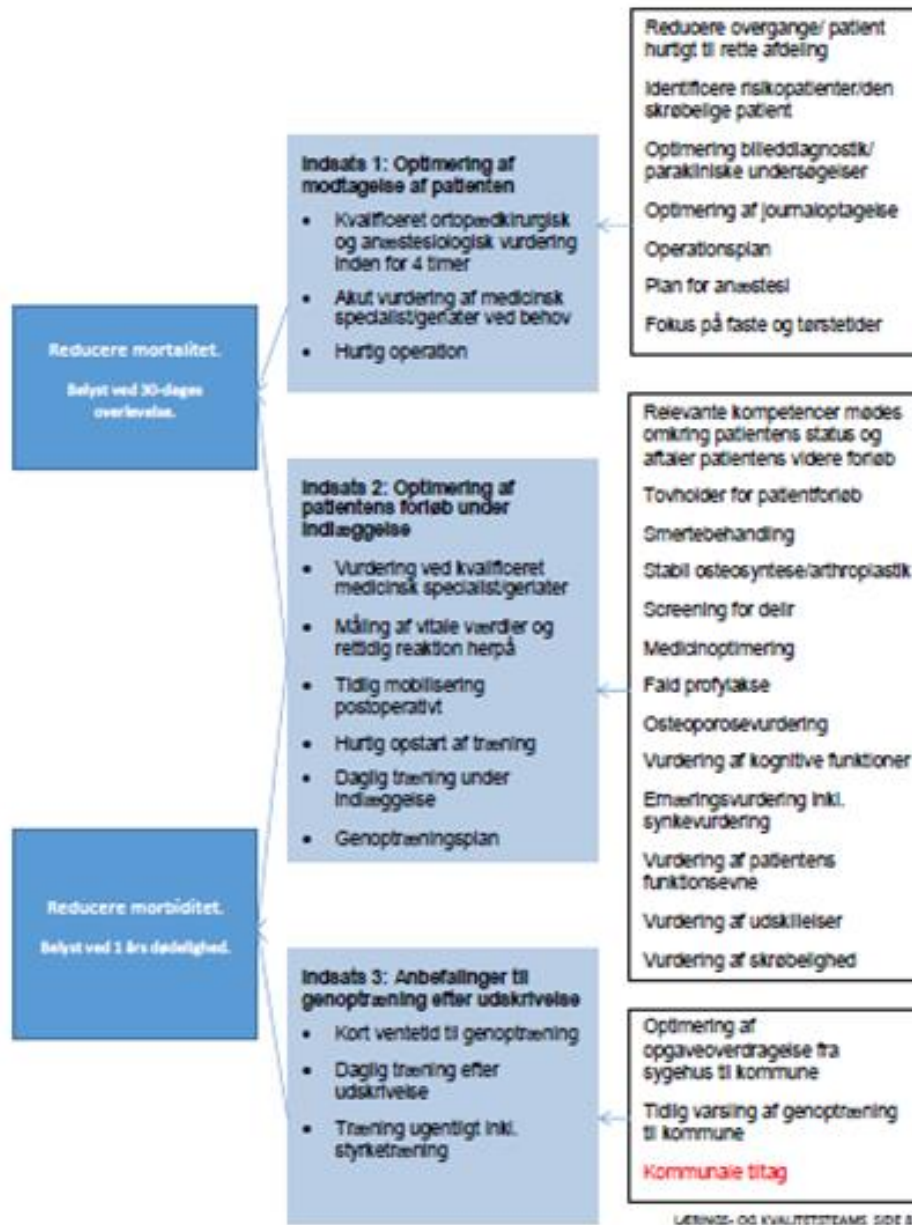 Reducere mortalitet.
Belyst ved 30-dages
overlevelse.
Reducere morbiditet.
Belyst ved 1 års dødelighed.
Indsats 1: Optimering af
modtagelse af patienten
• Kvalificeret ortopædkirurgisk
og anæstesiologisk vurdering
inden for 4 timer
• Akut vurdering af medicinsk
specialist/geriater ved behov
• Hurtig operation
Indsats 2: Optimering af
patientens forløb under
indlæggelse
• Vurdering ved kvalificeret
medicinsk specialist/geriater
• Måling af vitale værdier og
rettidig reaktion herpå
• Tidlig mobilisering
postoperativt
• Hurtig opstart af træning
• Daglig træning under
indlæggelse
• Genoptræningsplan
Indsats 3: Anbefalinger til
genoptræning efter udskrivelse
• Kort ventetid til genoptræning
• Daglig træning efter
udskrivelse
• Træning ugentligt inkl.
styrketræning
Reducere overgange/ patient
hurtigt til rette afdeling
Identificere risikopatienter/den
skrøbelige patient
Optimering billeddiagnostik/
parakliniske undersøgelser
Optimering af journaloptagelse
Operationsplan
Plan for anæstesi
Fokus på faste og tørstetider
Relevante kompetencer mødes
omkring patientens status og
aftaler patientens videre forløb
Tovholder for patientforløb
Smertebehandling
Stabil osteosyntese/arthroplastik
Screening for delir
Medicinoptimering
Fald profylakse
Osteoporosevurdering
Vurdering af kognitive funktioner
Ernæringsvurdering inkl.
synkevurdering
Vurdering af patientens
funktionsevne
Vurdering af udskillelser
Vurdering af skrøbelighed
Optimering af
opgaveoverdragelse fra
sygehus til kommune
Tidlig varsling af genoptræning
til kommune
Kommunale tiltag
OG KVALITETSTEAMS, SIDE